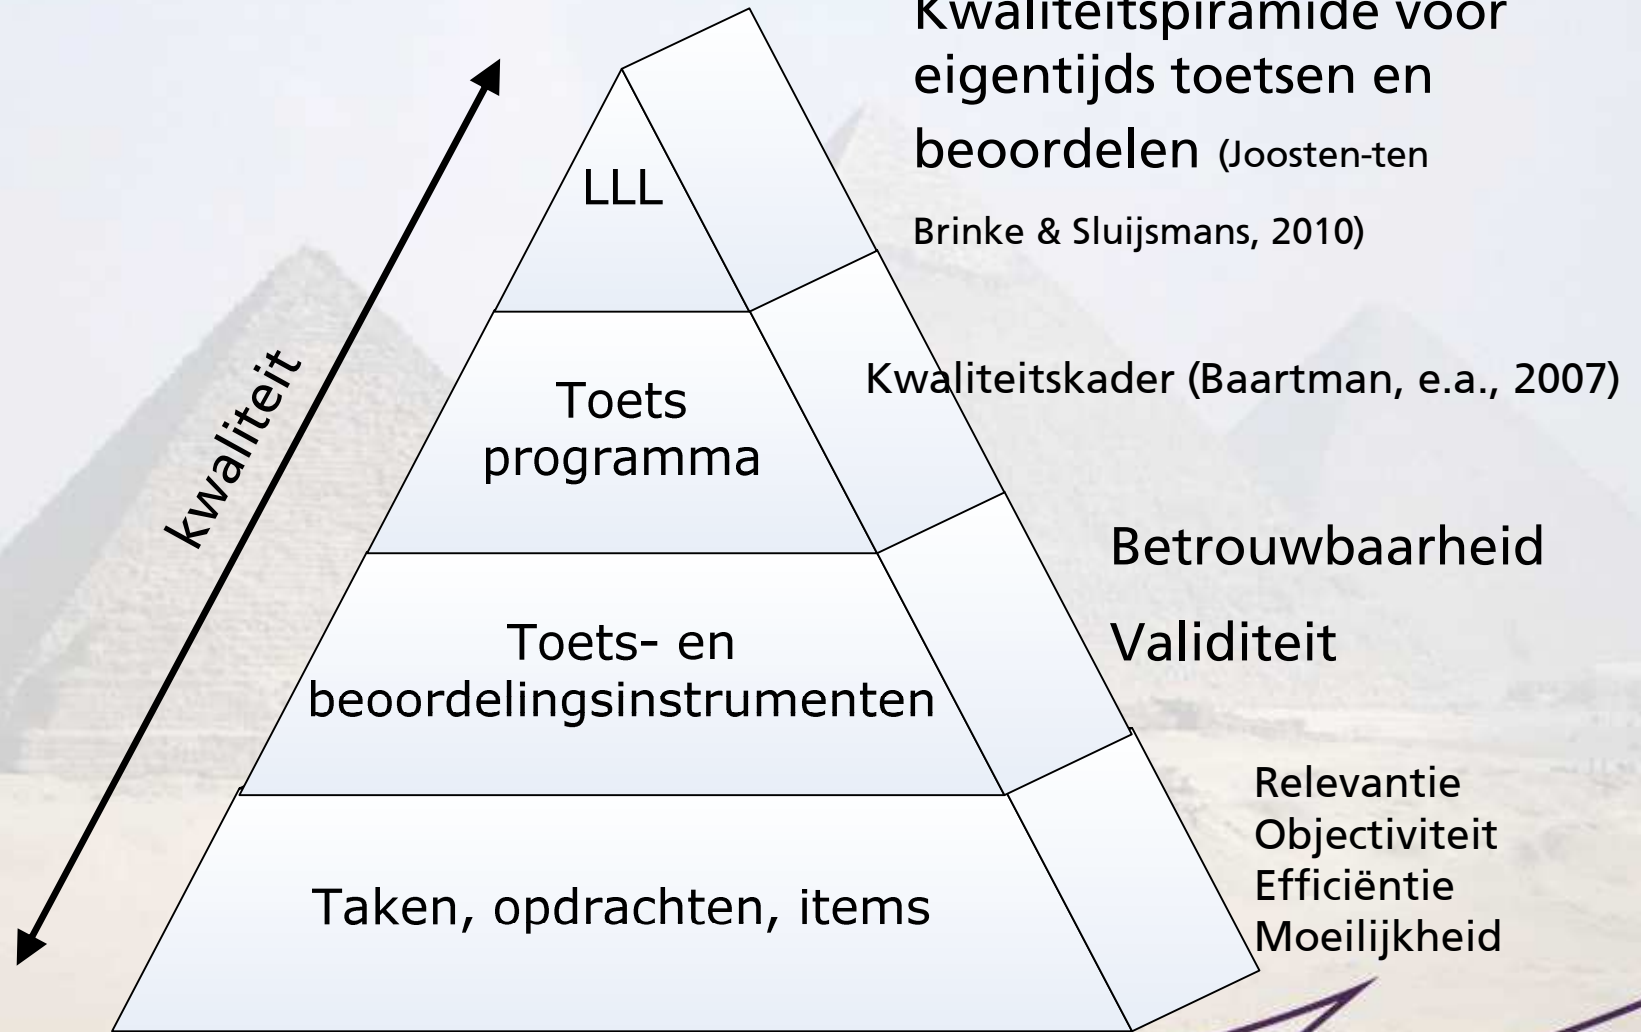 Kwaliteitspiramide voor
eigentijds toetsen en
beoordelen (Joosten-ten
Brinke & Sluijsmans, 2010)
kwaliteit
LLL
Toets
programma
Kwaliteitskader (Baartman, e.a., 2007)
Toets- en
beoordelingsinstrumenten
Betrouwbaarheid
Validiteit
Taken, opdrachten, items
Relevantie
Objectiviteit
Efficiëntie
Moeilijkheid